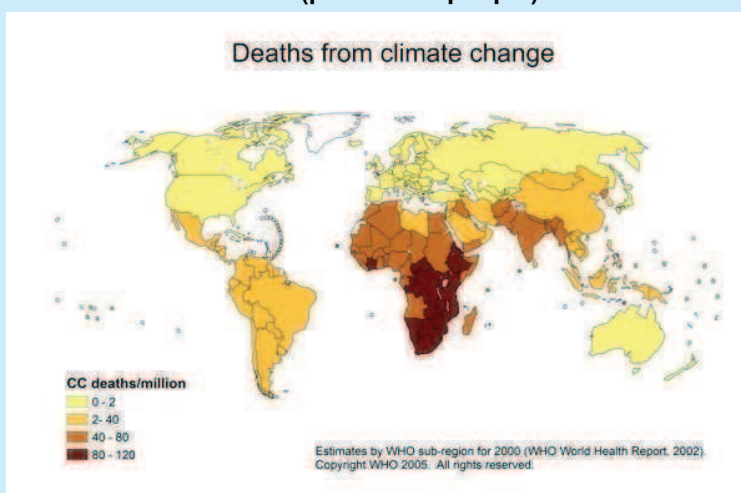 Deaths from climate change
CC deaths/million
0 - 2
2- 40
40 - 80
80 - 120
Estimates by WHO sub-region for 2000 (WHO World Health Report, 2002).
Copyright WHO 2005. All rights reserved.